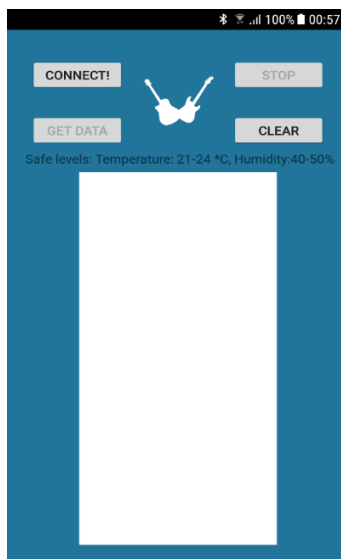 100% 00:57
CONNECT! STOP
GET DATA CLEAR
Safe levels: Temperature: 21-24 *C, Humidity:40-50%